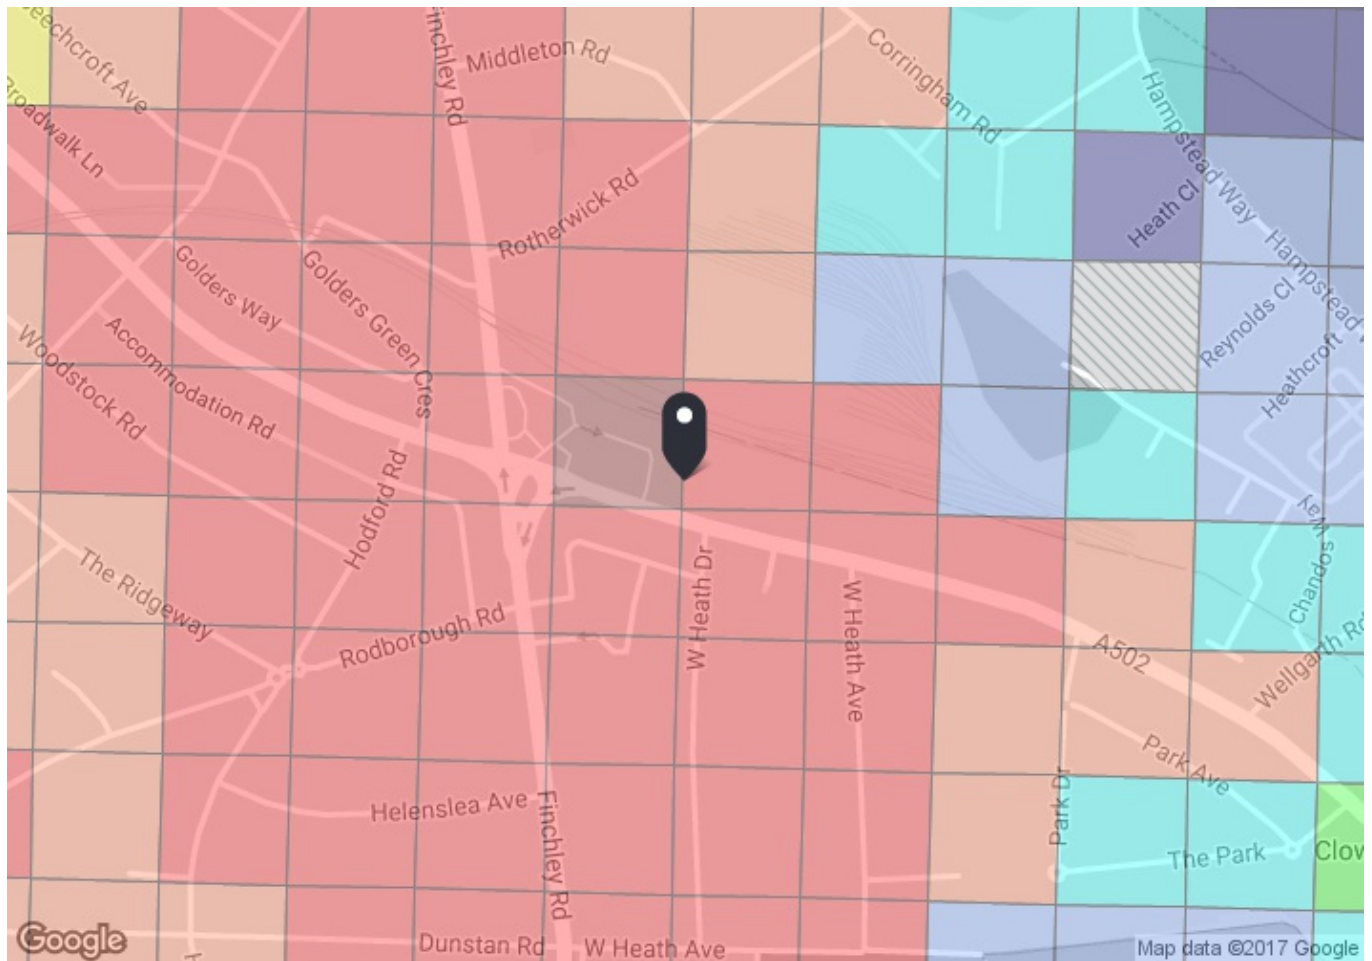 Beechcroft Ave
Finchley Rd
Middleton Rd
Corringham Rd
Hampstead Way
Broadwalk Ln
Rotherwick Rd
Heath Cl
Golders Way
Golders Green Cres
Hampstead W
Reynolds Cl
Heathcroft
Accommodation Rd
Woodstock Rd
Hodford Rd
Chandos Way
The Ridgeway
W Heath Dr
W Heath Ave
Rodborough Rd
A502
Wellgarth Rd
Park Ave
Helenslea Ave
Finchley Rd
Park Dr
The Park
Clow
Dunstan Rd
W Heath Ave
H
Google
Map data ©2017 Google